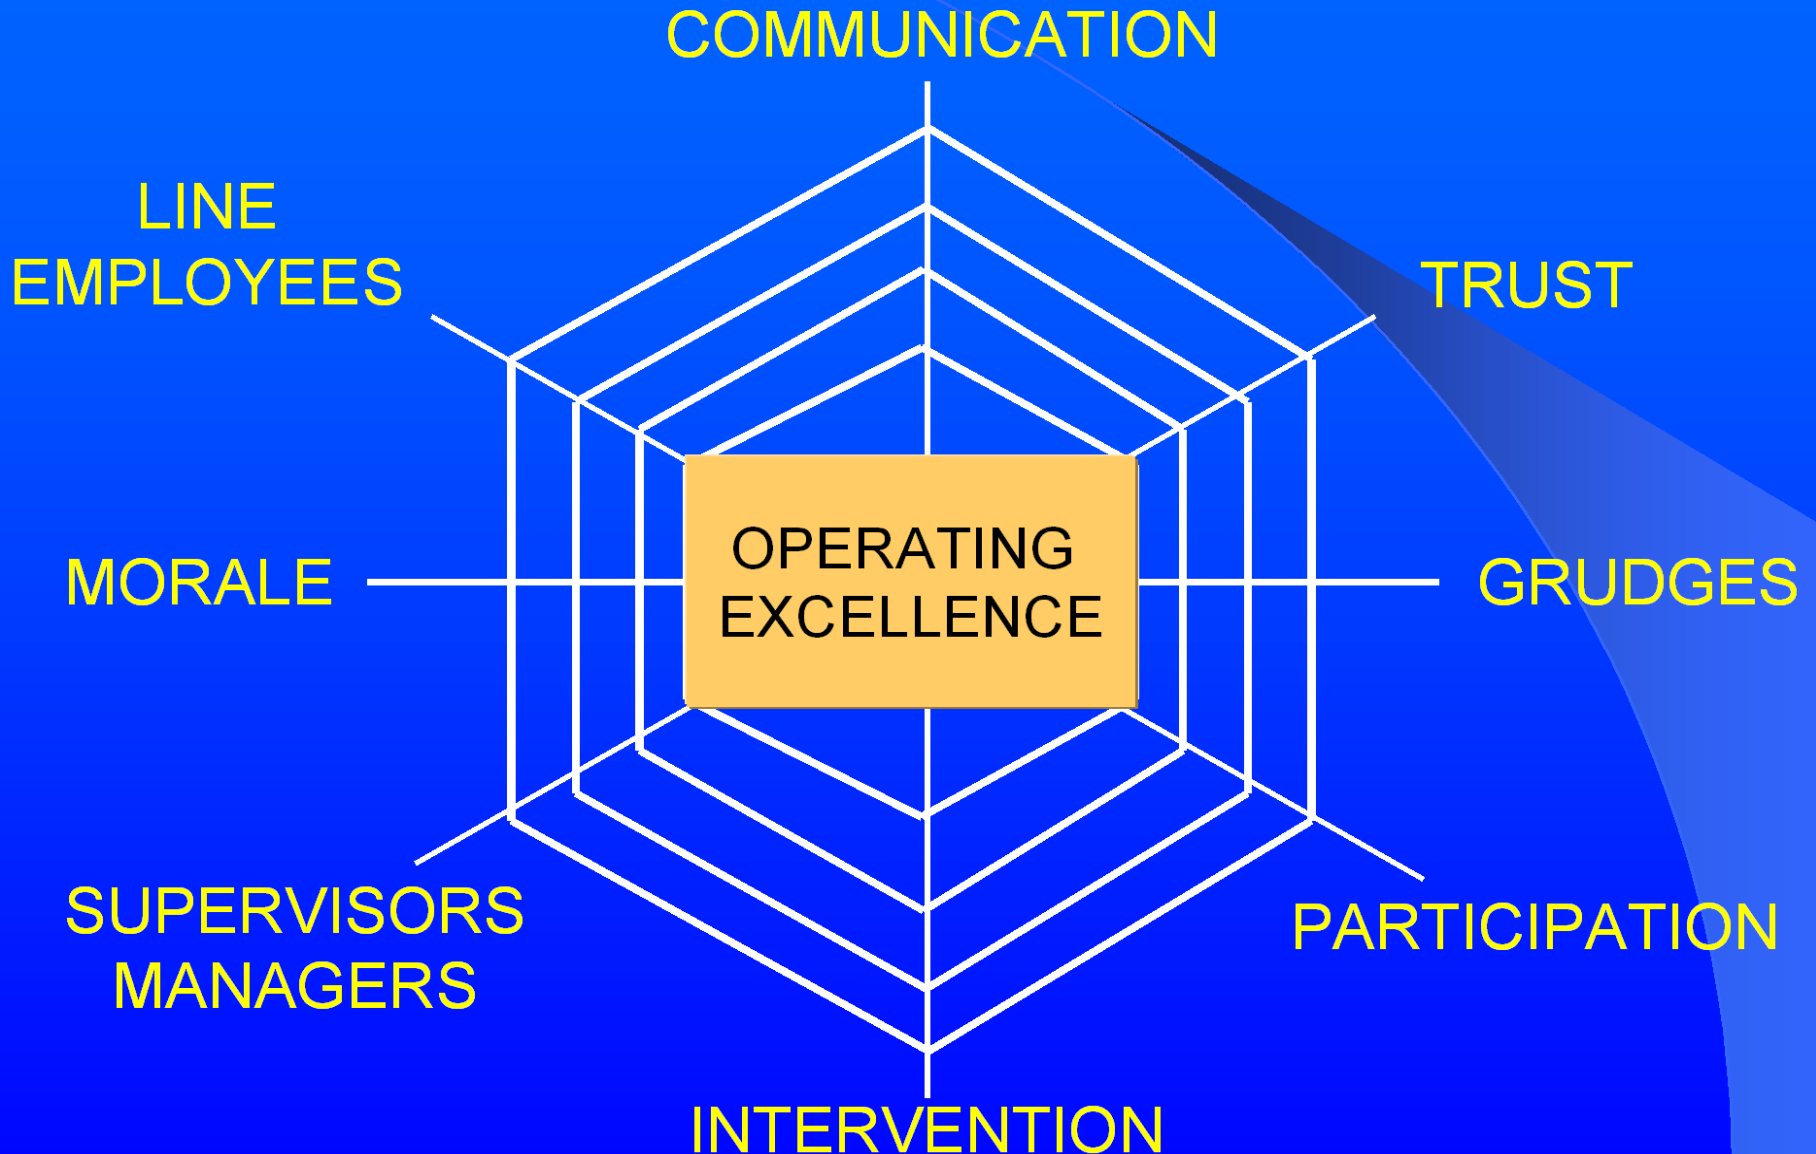 COMMUNICATION
LINE
EMPLOYEES
TRUST
OPERATING
EXCELLENCE
MORALE
GRUDGES
SUPERVISORS
MANAGERS
PARTICIPATION
INTERVENTION